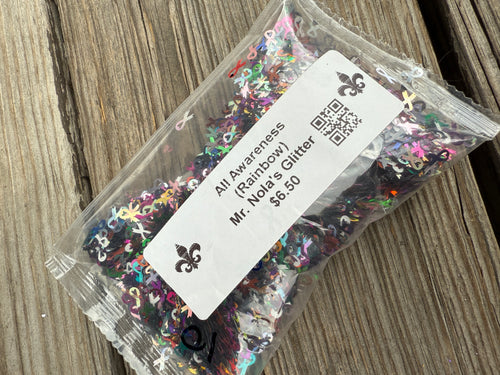 All Awareness
(Rainbow)
Mr. Nola's Glitter
$6.50